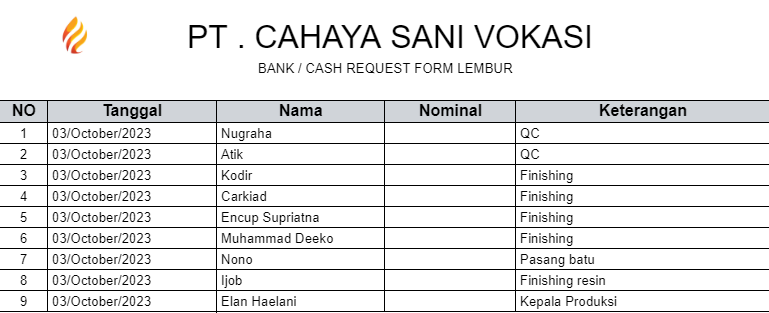 PT . CAHAYA SANI VOKASI
BANK / CASH REQUEST FORM LEMBUR
NO Tanggal Nama Nominal Keterangan
1 03/October/2023 Nugraha QC
2 03/October/2023 Atik QC
3 03/October/2023 Kodir Finishing
4 03/October/2023 Carkiad Finishing
5 03/October/2023 Encup Supriatna Finishing
6 03/October/2023 Muhammad Deeko Finishing
7 03/October/2023 Nono Pasang batu
8 03/October/2023 Ijob Finishing resin
9 03/October/2023 Elan Haelani Kepala Produksi